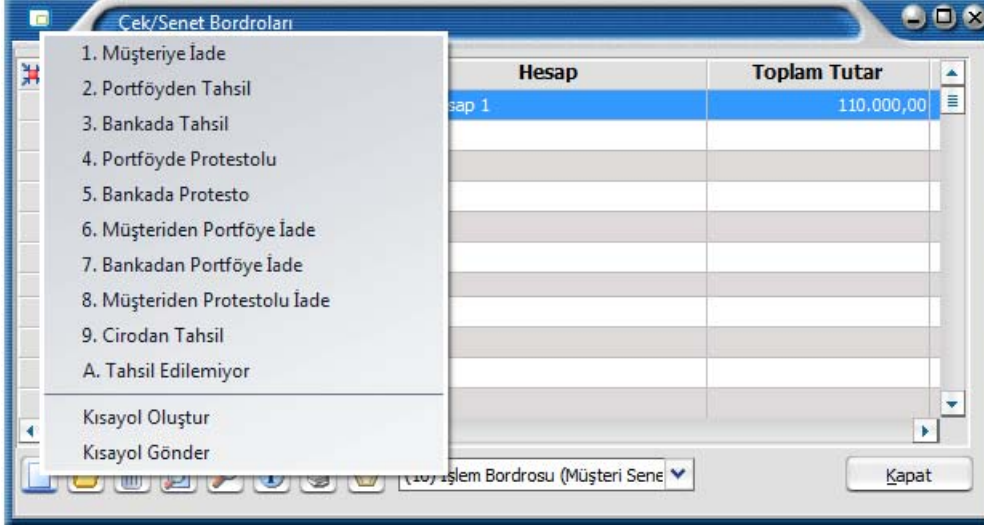 Çek/Senet Bordroları
Hesap
Toplam Tutar
sap 1
110.000,00
1. Müşteriye İade
2. Portföyden Tahsil
3. Bankada Tahsil
4. Portföyde Protestolu
5. Bankada Protesto
6. Müşteriden Portföye İade
7. Bankadan Portföye İade
8. Müşteriden Protestolu İade
9. Cirodan Tahsil
A. Tahsil Edilemiyor
Kısayol Oluştur
Kısayol Gönder
(10) İşlem Bordrosu (Müşteri Sene
Kapat